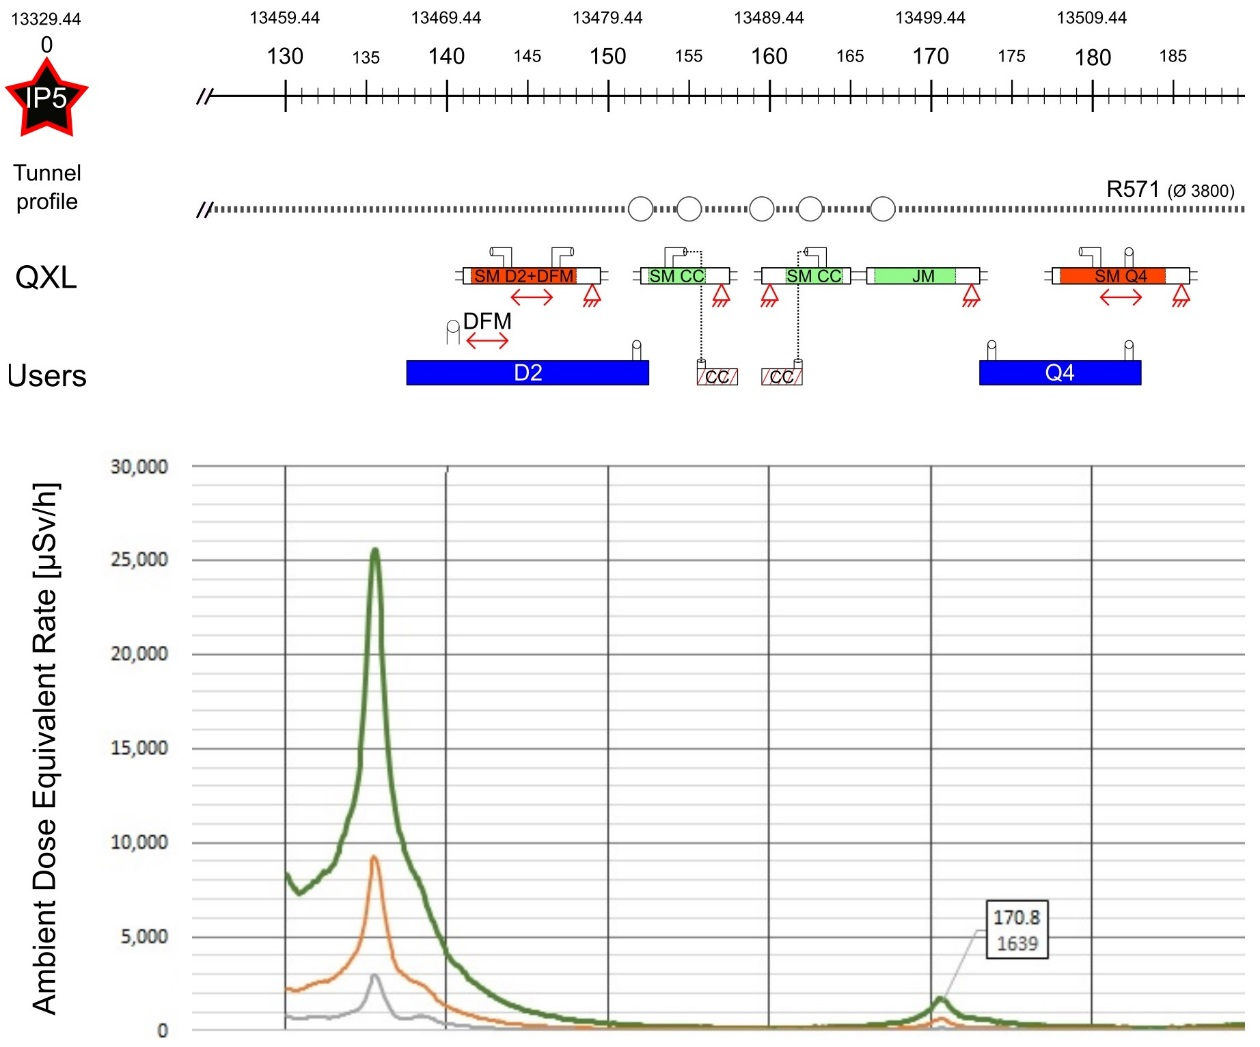 13329.44 13459.44 13469.44 13479.44 13489.44 13499.44 13509.44
0
130 135 140 145 150 155 160 165 170 175 180 185
IP5
Tunnel
profile
R571 (Ø 3800)
QXL
SM D2+DFM SM CC SM CC JM SM Q4
DFM
Users
D2 CC CC Q4
Ambient Dose Equivalent Rate [µSv/h]
30,000
25,000
20,000
15,000
10,000
170.8
5,000
1639
0